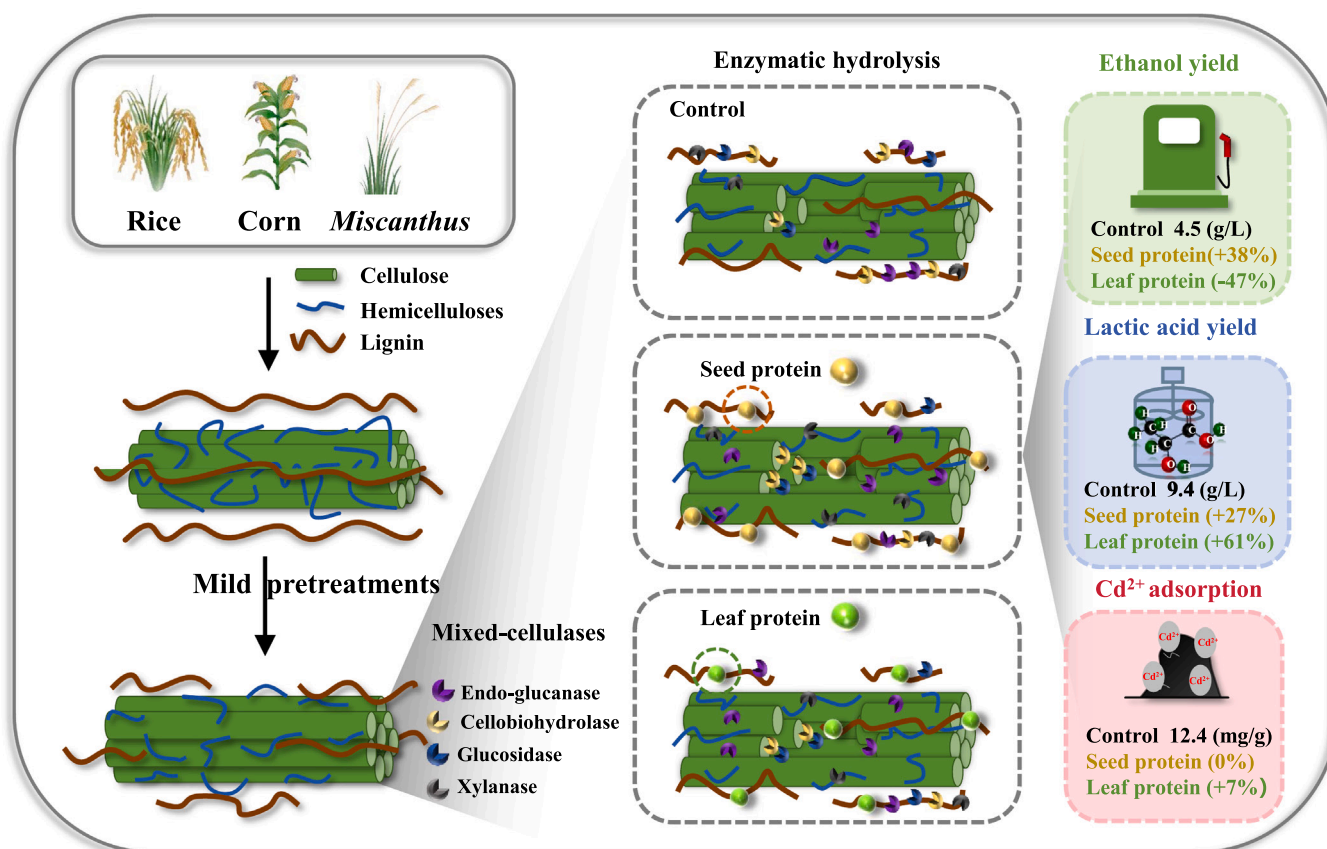 Rice
Corn
Miscanthus
Cellulose
Hemicelluloses
Lignin
Mild pretreatments
Mixed-cellulases
Endo-glucanase
Cellobiohydrolase
Glucosidase
Xylanase
Enzymatic hydrolysis
Control
Seed protein
Leaf protein
Ethanol yield
Control 4.5 (g/L)
Seed protein(+38%)
Leaf protein (-47%)
Lactic acid yield
H
H
H
H
C
C
C
O
O
H
O
H
Control 9.4 (g/L)
Seed protein (+27%)
Leaf protein (+61%)
Cd²⁺ adsorption
Cd²⁺
Cd²⁺
Cd²⁺
Cd²⁺
Control 12.4 (mg/g)
Seed protein (0%)
Leaf protein (+7%)